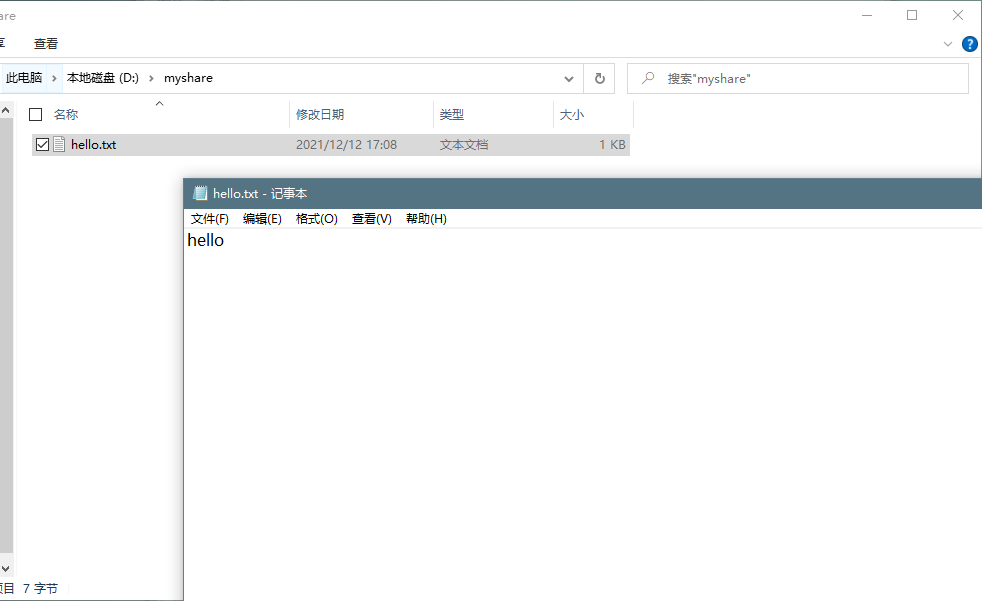 are
享 查看
此电脑 › 本地磁盘 (D:) › myshare
搜索"myshare"
名称 修改日期 类型 大小
hello.txt 2021/12/12 17:08 文本文档 1 KB
hello.txt - 记事本
文件(F) 编辑(E) 格式(O) 查看(V) 帮助(H)
hello
项目 7 字节